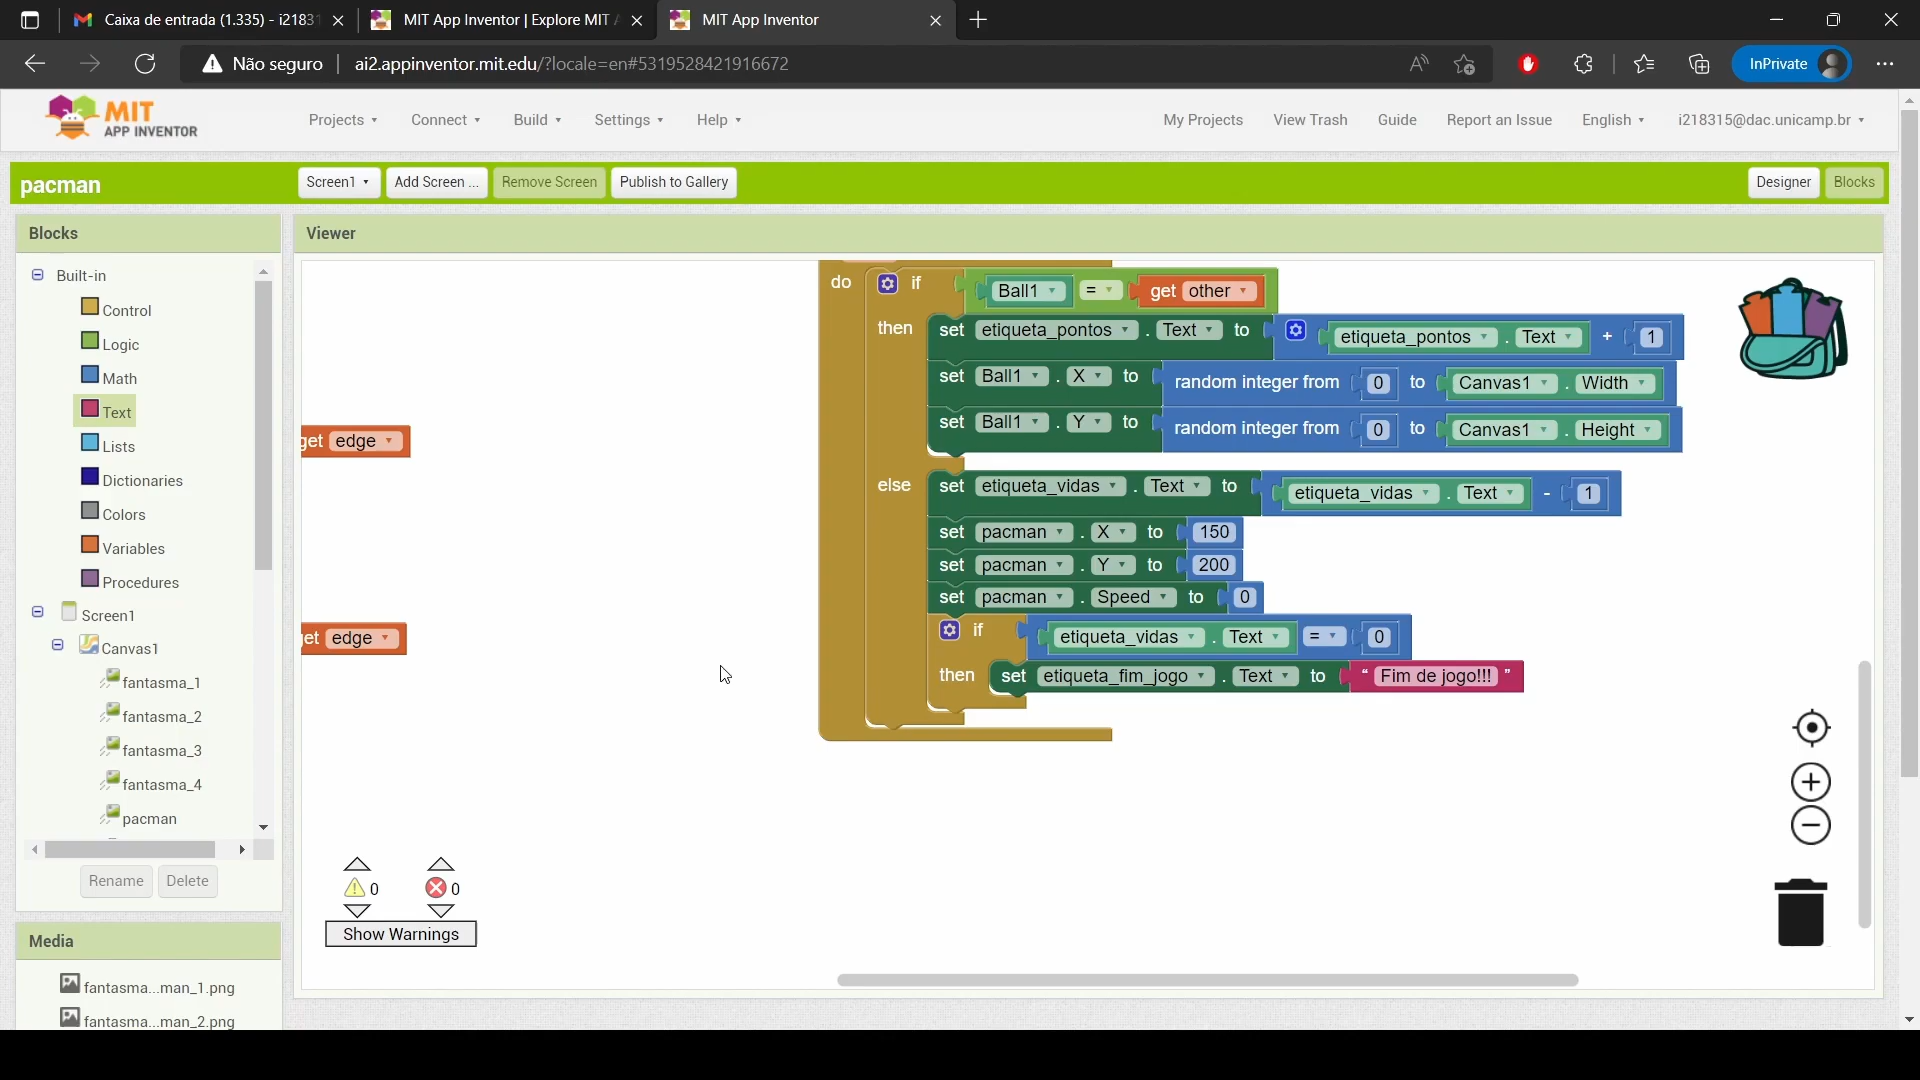 Caixa de entrada (1.335) - i21831
MIT App Inventor | Explore MIT A
MIT App Inventor
Não seguro
ai2.appinventor.mit.edu/?locale=en#5319528421916672
InPrivate
MIT
APP INVENTOR
Projects
Connect
Build
Settings
Help
My Projects
View Trash
Guide
Report an Issue
English
i218315@dac.unicamp.br
pacman
Screen1
Add Screen ...
Remove Screen
Publish to Gallery
Designer
Blocks
Blocks
Viewer
Built-in
Control
Logic
Math
Text
Lists
Dictionaries
Colors
Variables
Procedures
Screen1
Canvas1
fantasma_1
fantasma_2
fantasma_3
fantasma_4
pacman
Rename
Delete
Media
fantasma...man_1.png
fantasma...man_2.png
get edge
get edge
do if Ball1 = get other
then set etiqueta_pontos . Text to etiqueta_pontos . Text + 1
set Ball1 . X to random integer from 0 to Canvas1 . Width
set Ball1 . Y to random integer from 0 to Canvas1 . Height
else set etiqueta_vidas . Text to etiqueta_vidas . Text - 1
set pacman . X to 150
set pacman . Y to 200
set pacman . Speed to 0
if etiqueta_vidas . Text = 0
then set etiqueta_fim_jogo . Text to “ Fim de jogo!!! ”
0
0
Show Warnings